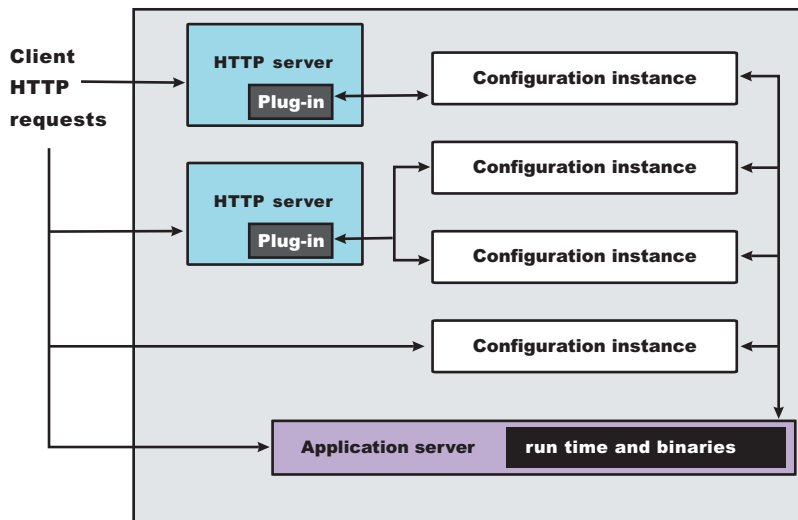 Client
HTTP
requests
HTTP server
Plug-in
Configuration instance
HTTP server
Plug-in
Configuration instance
Configuration instance
Configuration instance
Application server
run time and binaries